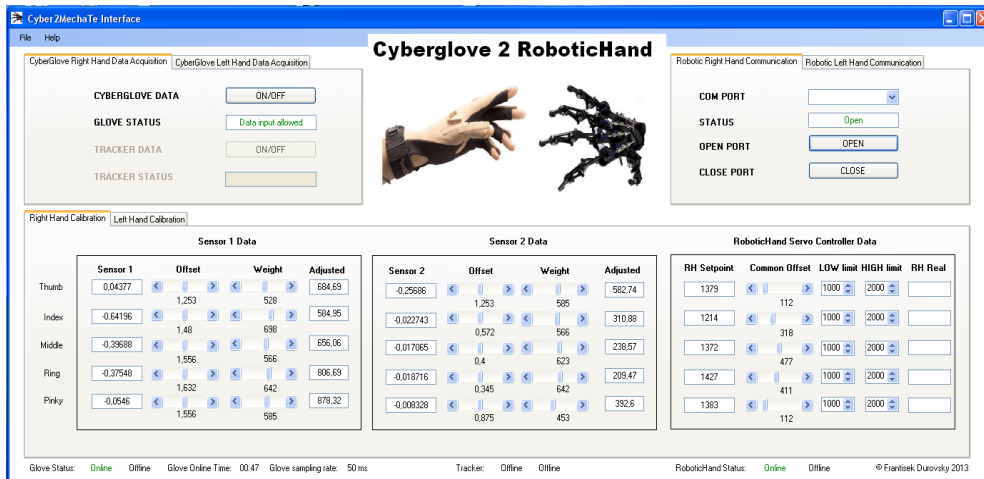 Cyber2MechaTe Interface
File Help
Cyberglove 2 RoboticHand
CyberGlove Right Hand Data Acquisition CyberGlove Left Hand Data Acquisition
CYBERGLOVE DATA ON/OFF
GLOVE STATUS Data input allowed
TRACKER DATA ON/OFF
TRACKER STATUS
Robotic Right Hand Communication Robotic Left Hand Communication
COM PORT
STATUS Open
OPEN PORT OPEN
CLOSE PORT CLOSE
Right Hand Calibration Left Hand Calibration
Sensor 1 Data
Sensor 1 Offset Weight Adjusted
Thumb 0,04377 684,69
1,253 528
Index -0,64196 584,95
1,48 698
Middle -0,39688 656,06
1,556 566
Ring -0,37548 806,69
1,632 642
Pinky -0,0546 878,32
1,556 585
Sensor 2 Data
Sensor 2 Offset Weight Adjusted
-0,25686 582,74
1,253 585
-0,022743 310,88
0,572 566
-0,017065 238,57
0,4 623
-0,018716 209,47
0,345 642
-0,008328 392,6
0,875 453
RoboticHand Servo Controller Data
RH Setpoint Common Offset LOW limit HIGH limit RH Real
1379 1000 2000
112
1214 1000 2000
318
1372 1000 2000
477
1427 1000 2000
411
1383 1000 2000
112
Glove Status: Online Offline Glove Online Time: 00:47 Glove sampling rate: 50 ms Tracker: Offline Offline RoboticHand Status: Online Offline © Frantisek Durovsky 2013